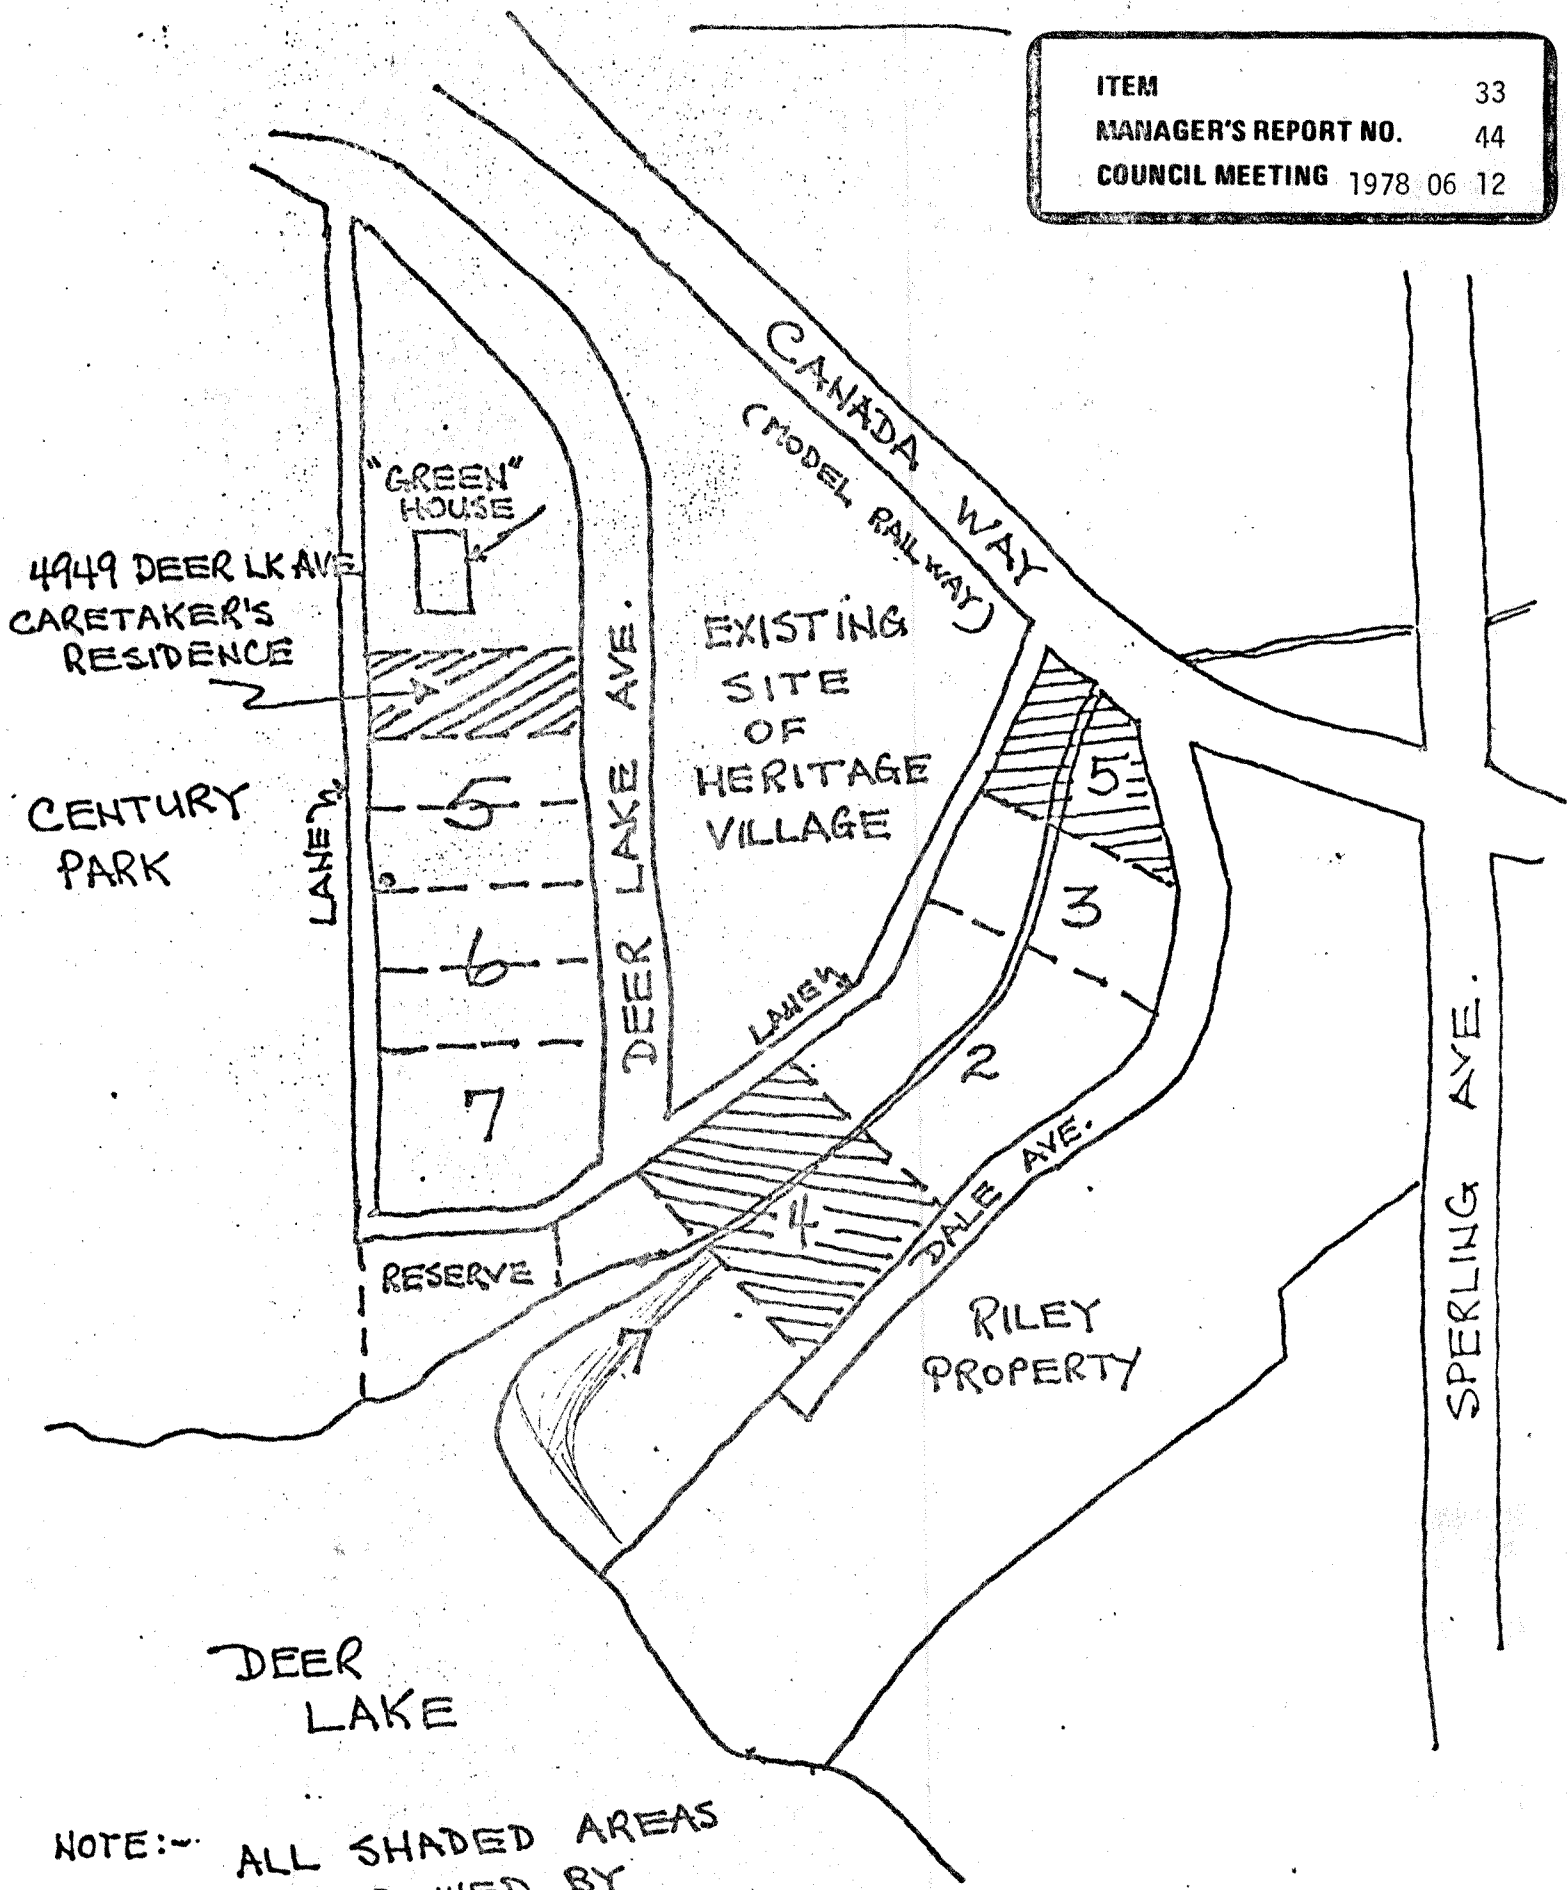 ITEM 33
MANAGER'S REPORT NO. 44
COUNCIL MEETING 1978 06 12
CANADA WAY
(MODEL RAILWAY)
"GREEN"
HOUSE
4949 DEER LK AVE
CARETAKER'S
RESIDENCE
DEER LAKE AVE.
EXISTING
SITE
OF
HERITAGE
VILLAGE
CENTURY
PARK
LANE
5
6
7
LANE
5
3
2
4
7
DALE AVE.
RESERVE
RILEY
PROPERTY
SPERLING AVE.
DEER
LAKE
NOTE:-
ALL SHADED AREAS
BY